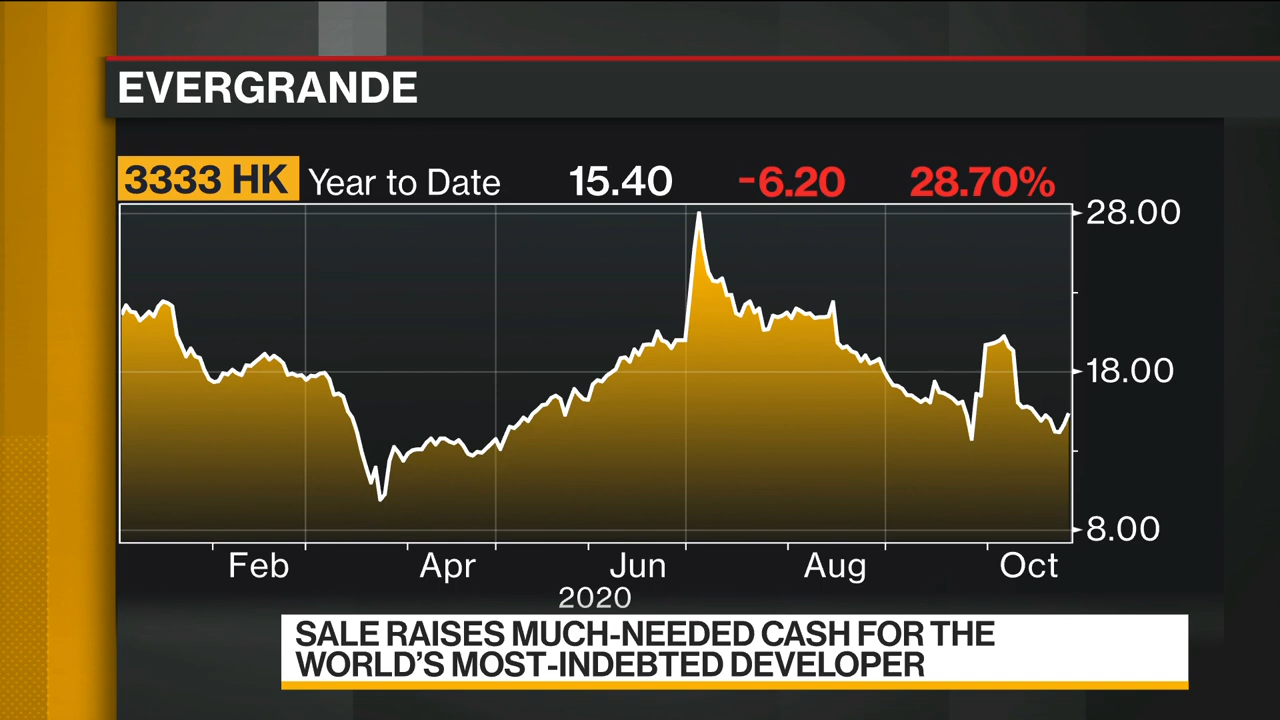 EVERGRANDE
3333 HK Year to Date 15.40 -6.20 28.70%
28.00
18.00
8.00
Feb Apr Jun Aug Oct
2020
SALE RAISES MUCH-NEEDED CASH FOR THE
WORLD'S MOST-INDEBTED DEVELOPER